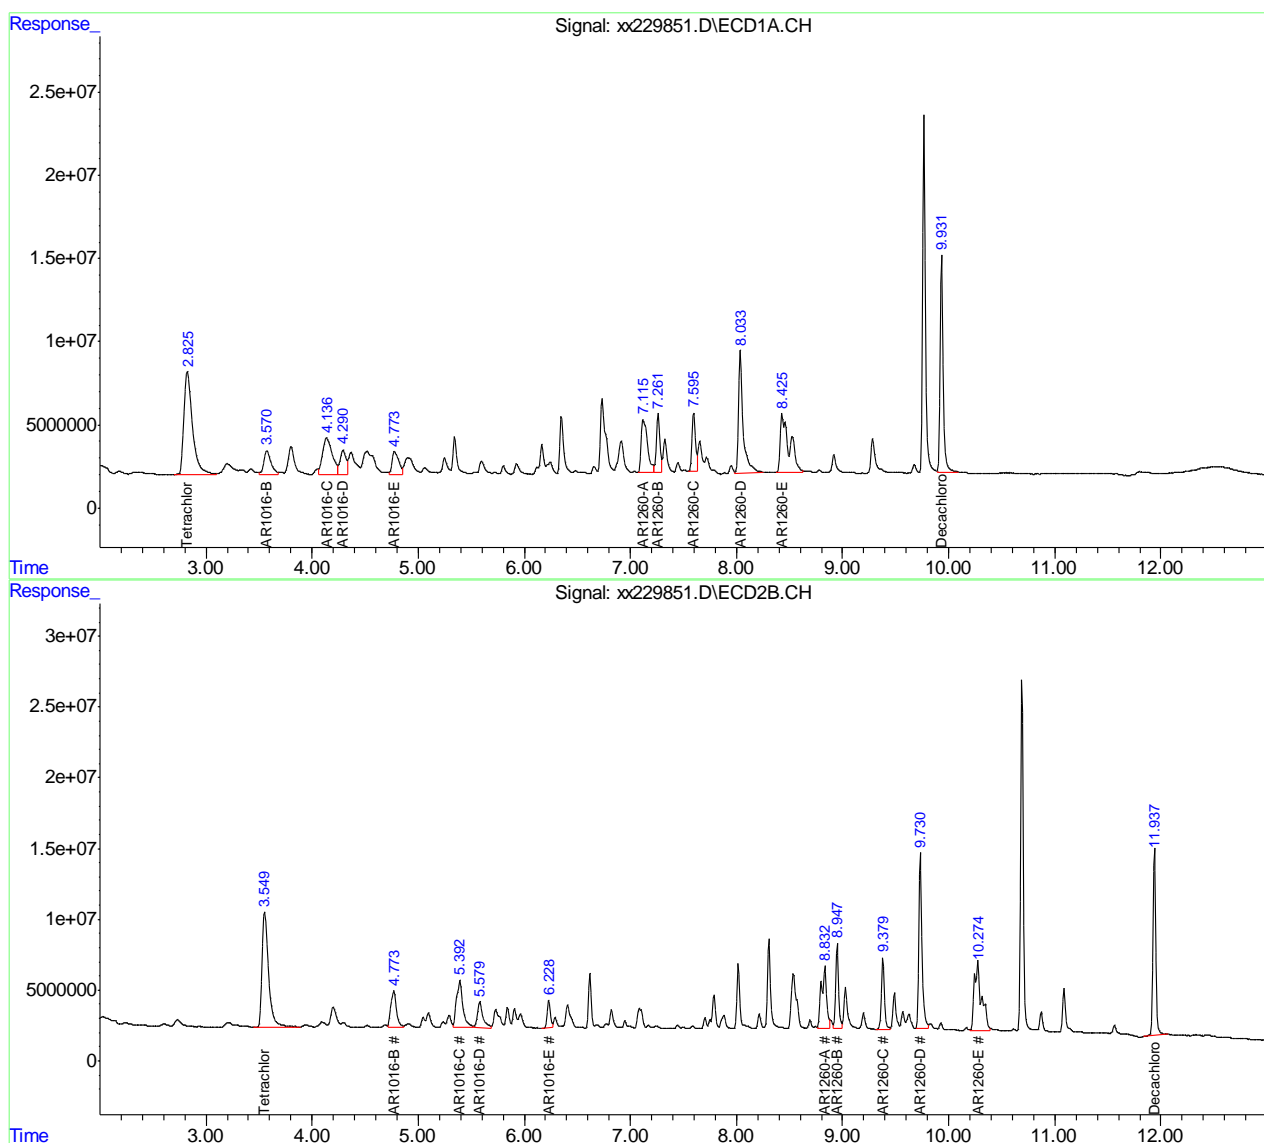 Response_
Signal: xx229851.D\ECD1A.CH
2.5e+07
2e+07
1.5e+07
1e+07
5000000
0
2.825
3.570
4.136
4.290
4.773
7.115
7.261
7.595
8.033
8.425
9.931
Tetrachlor
AR1016-B
AR1016-C
AR1016-D
AR1016-E
AR1260-A
AR1260-B
AR1260-C
AR1260-D
AR1260-E
Decachloro
Time
3.00 4.00 5.00 6.00 7.00 8.00 9.00 10.00 11.00 12.00
Response_
Signal: xx229851.D\ECD2B.CH
3e+07
2.5e+07
2e+07
1.5e+07
1e+07
5000000
0
3.549
4.773
5.392
5.579
6.228
8.832
8.947
9.379
9.730
10.274
11.937
Tetrachlor
AR1016-B #
AR1016-C #
AR1016-D #
AR1016-E #
AR1260-A #
AR1260-B #
AR1260-C #
AR1260-D #
AR1260-E #
Decachloro
Time
3.00 4.00 5.00 6.00 7.00 8.00 9.00 10.00 11.00 12.00